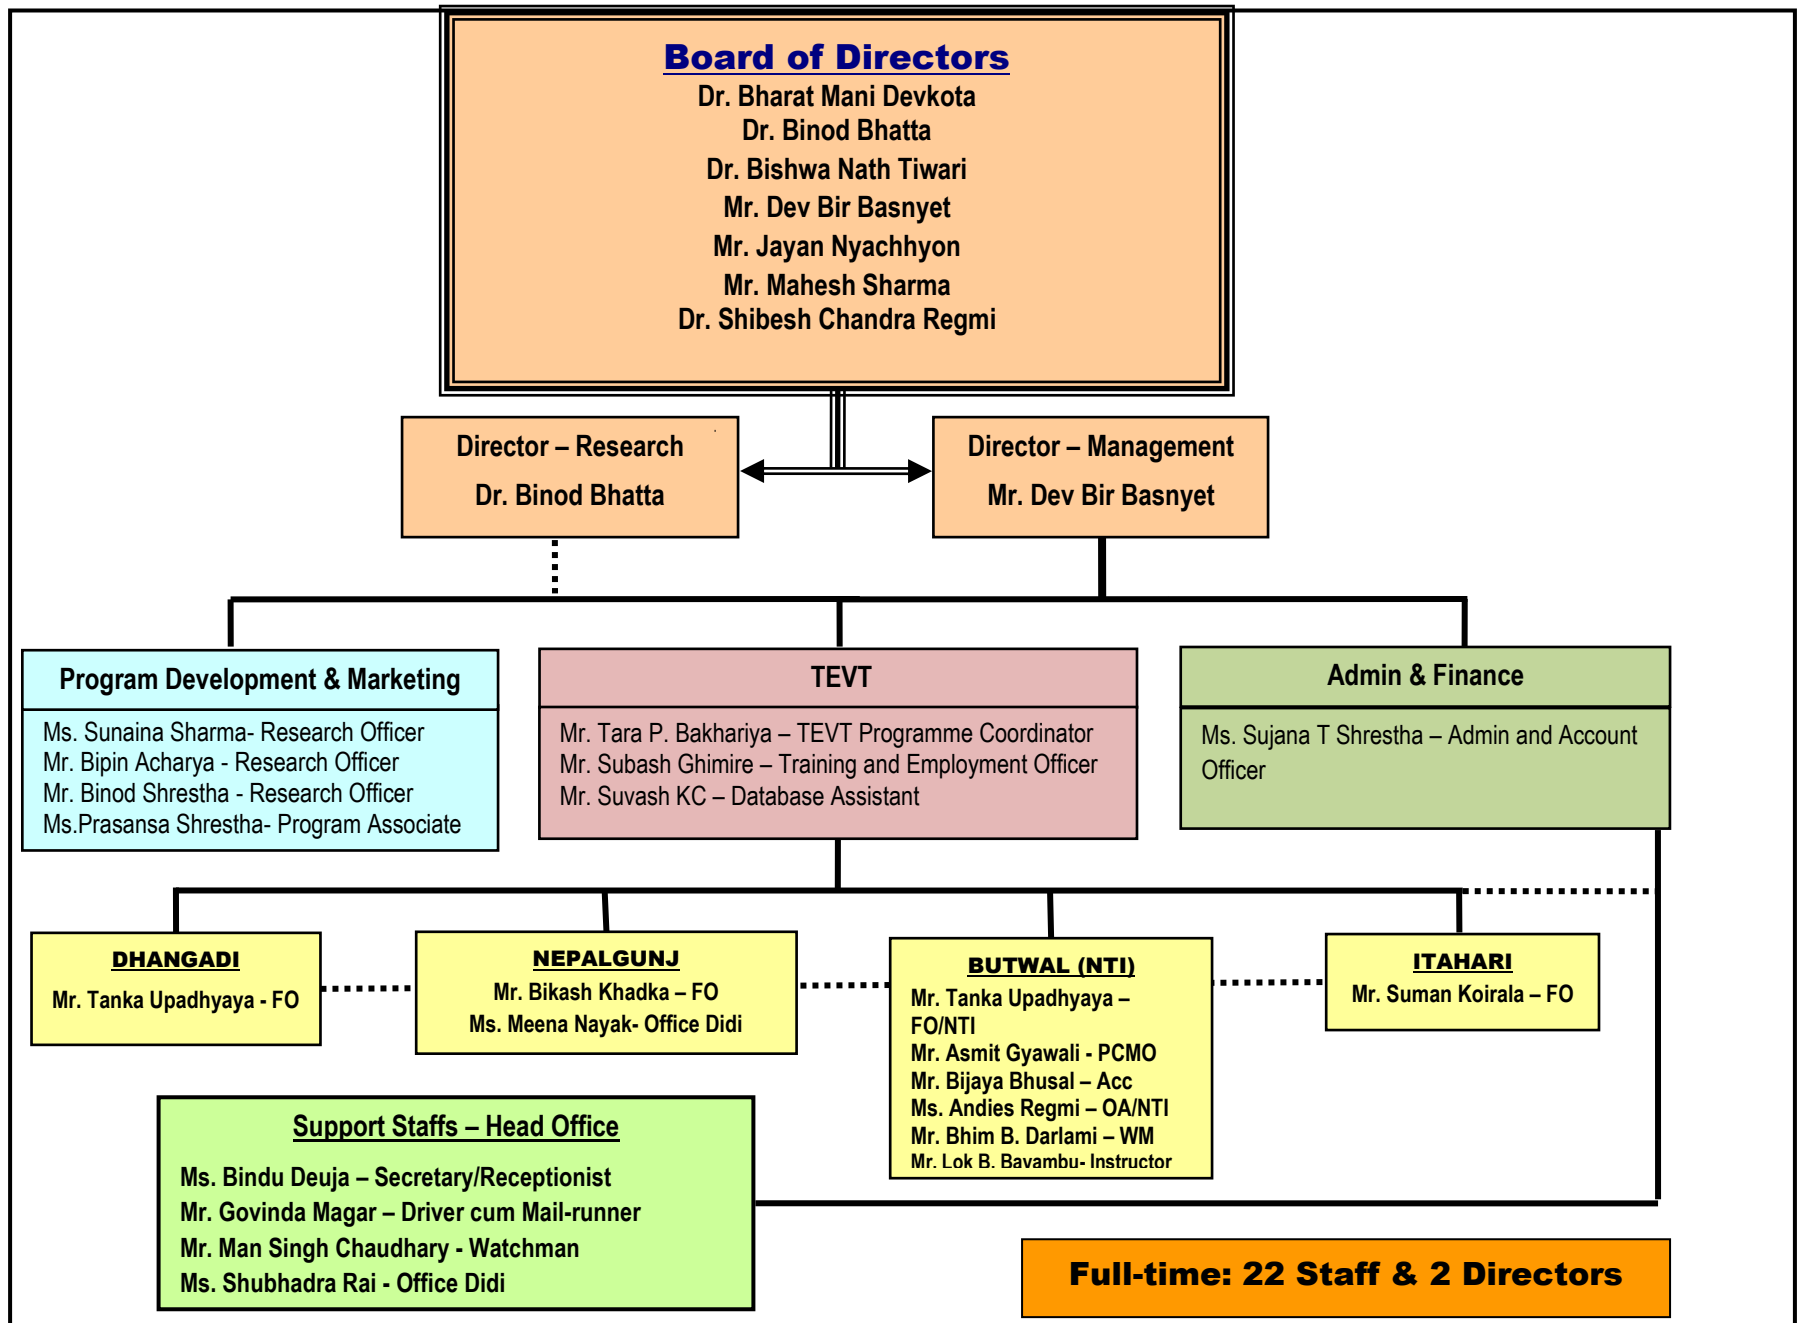 Board of Directors
Dr. Bharat Mani Devkota
Dr. Binod Bhatta
Dr. Bishwa Nath Tiwari
Mr. Dev Bir Basnyet
Mr. Jayan Nyachhyon
Mr. Mahesh Sharma
Dr. Shibesh Chandra Regmi
Director – Research
Dr. Binod Bhatta
Director – Management
Mr. Dev Bir Basnyet
Program Development & Marketing
Ms. Sunaina Sharma- Research Officer
Mr. Bipin Acharya - Research Officer
Mr. Binod Shrestha - Research Officer
Ms.Prasansa Shrestha- Program Associate
TEVT
Mr. Tara P. Bakhariya – TEVT Programme Coordinator
Mr. Subash Ghimire – Training and Employment Officer
Mr. Suvash KC – Database Assistant
Admin & Finance
Ms. Sujana T Shrestha – Admin and Account
Officer
DHANGADI
Mr. Tanka Upadhyaya - FO
NEPALGUNJ
Mr. Bikash Khadka – FO
Ms. Meena Nayak- Office Didi
BUTWAL (NTI)
Mr. Tanka Upadhyaya –
FO/NTI
Mr. Asmit Gyawali - PCMO
Mr. Bijaya Bhusal – Acc
Ms. Andies Regmi – OA/NTI
Mr. Bhim B. Darlami – WM
Mr. Lok B. Bayambu- Instructor
ITAHARI
Mr. Suman Koirala – FO
Support Staffs – Head Office
Ms. Bindu Deuja – Secretary/Receptionist
Mr. Govinda Magar – Driver cum Mail-runner
Mr. Man Singh Chaudhary - Watchman
Ms. Shubhadra Rai - Office Didi
Full-time: 22 Staff & 2 Directors